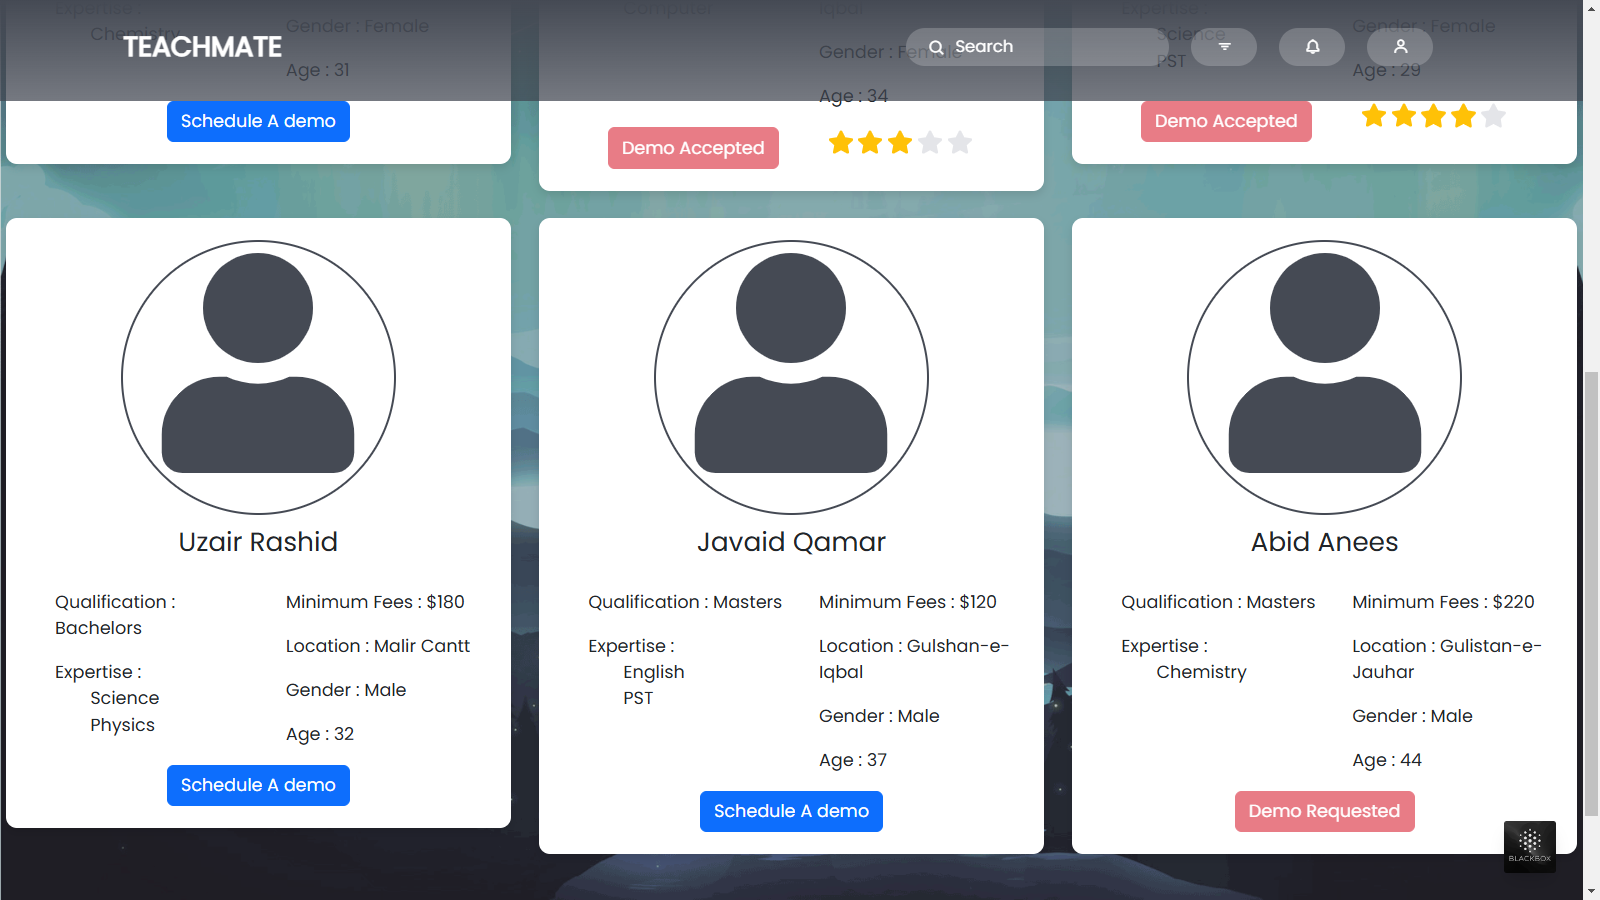 Expertise :
Chemistry
Gender : Female
Age : 31
Schedule A demo
Computer
Iqbal
Gender : Female
Age : 34
Demo Accepted
Expertise :
Science
PST
Gender : Female
Age : 29
Demo Accepted
TEACHMATE
Search
Uzair Rashid
Qualification :
Bachelors
Expertise :
Science
Physics
Minimum Fees : $180
Location : Malir Cantt
Gender : Male
Age : 32
Schedule A demo
Javaid Qamar
Qualification : Masters
Expertise :
English
PST
Minimum Fees : $120
Location : Gulshan-e-
Iqbal
Gender : Male
Age : 37
Schedule A demo
Abid Anees
Qualification : Masters
Expertise :
Chemistry
Minimum Fees : $220
Location : Gulistan-e-
Jauhar
Gender : Male
Age : 44
Demo Requested
BLACKBOX